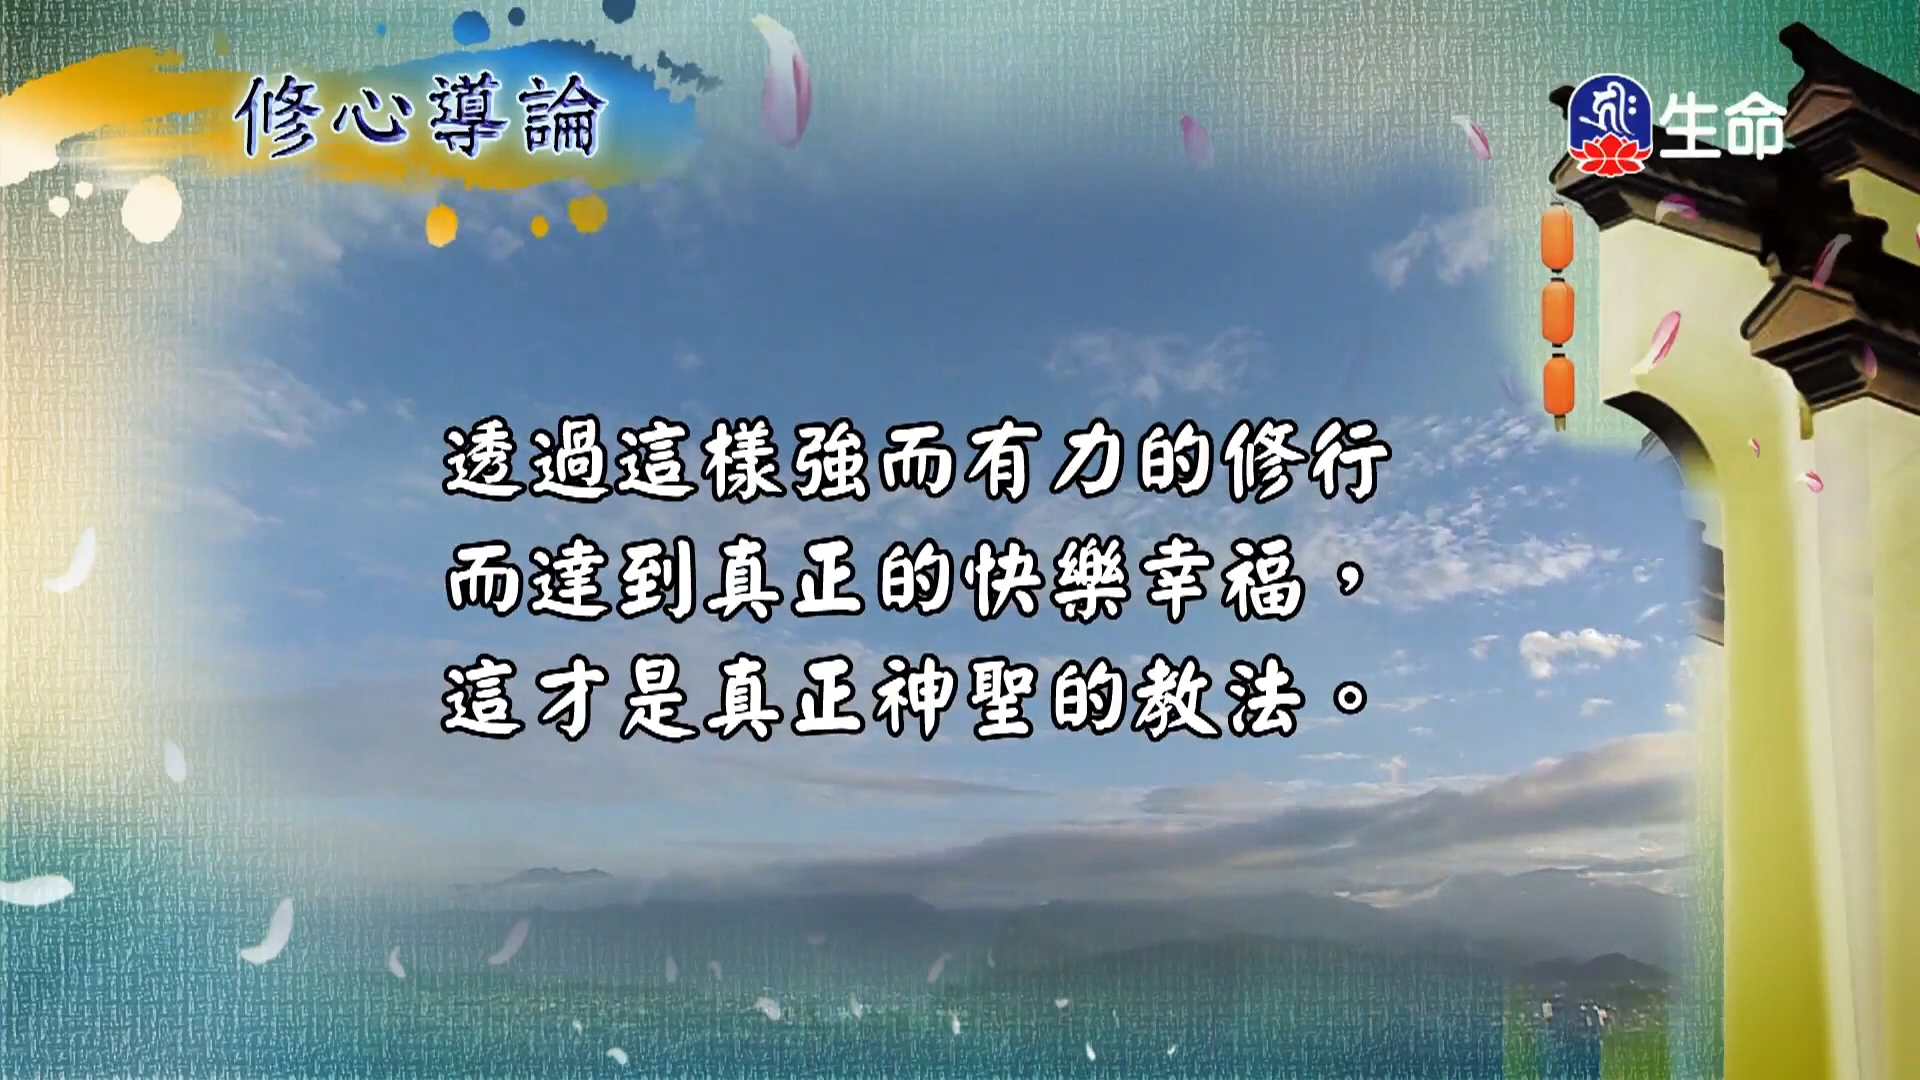 修心導論
生命
透過這樣強而有力的修行
而達到真正的快樂幸福，
這才是真正神聖的教法。